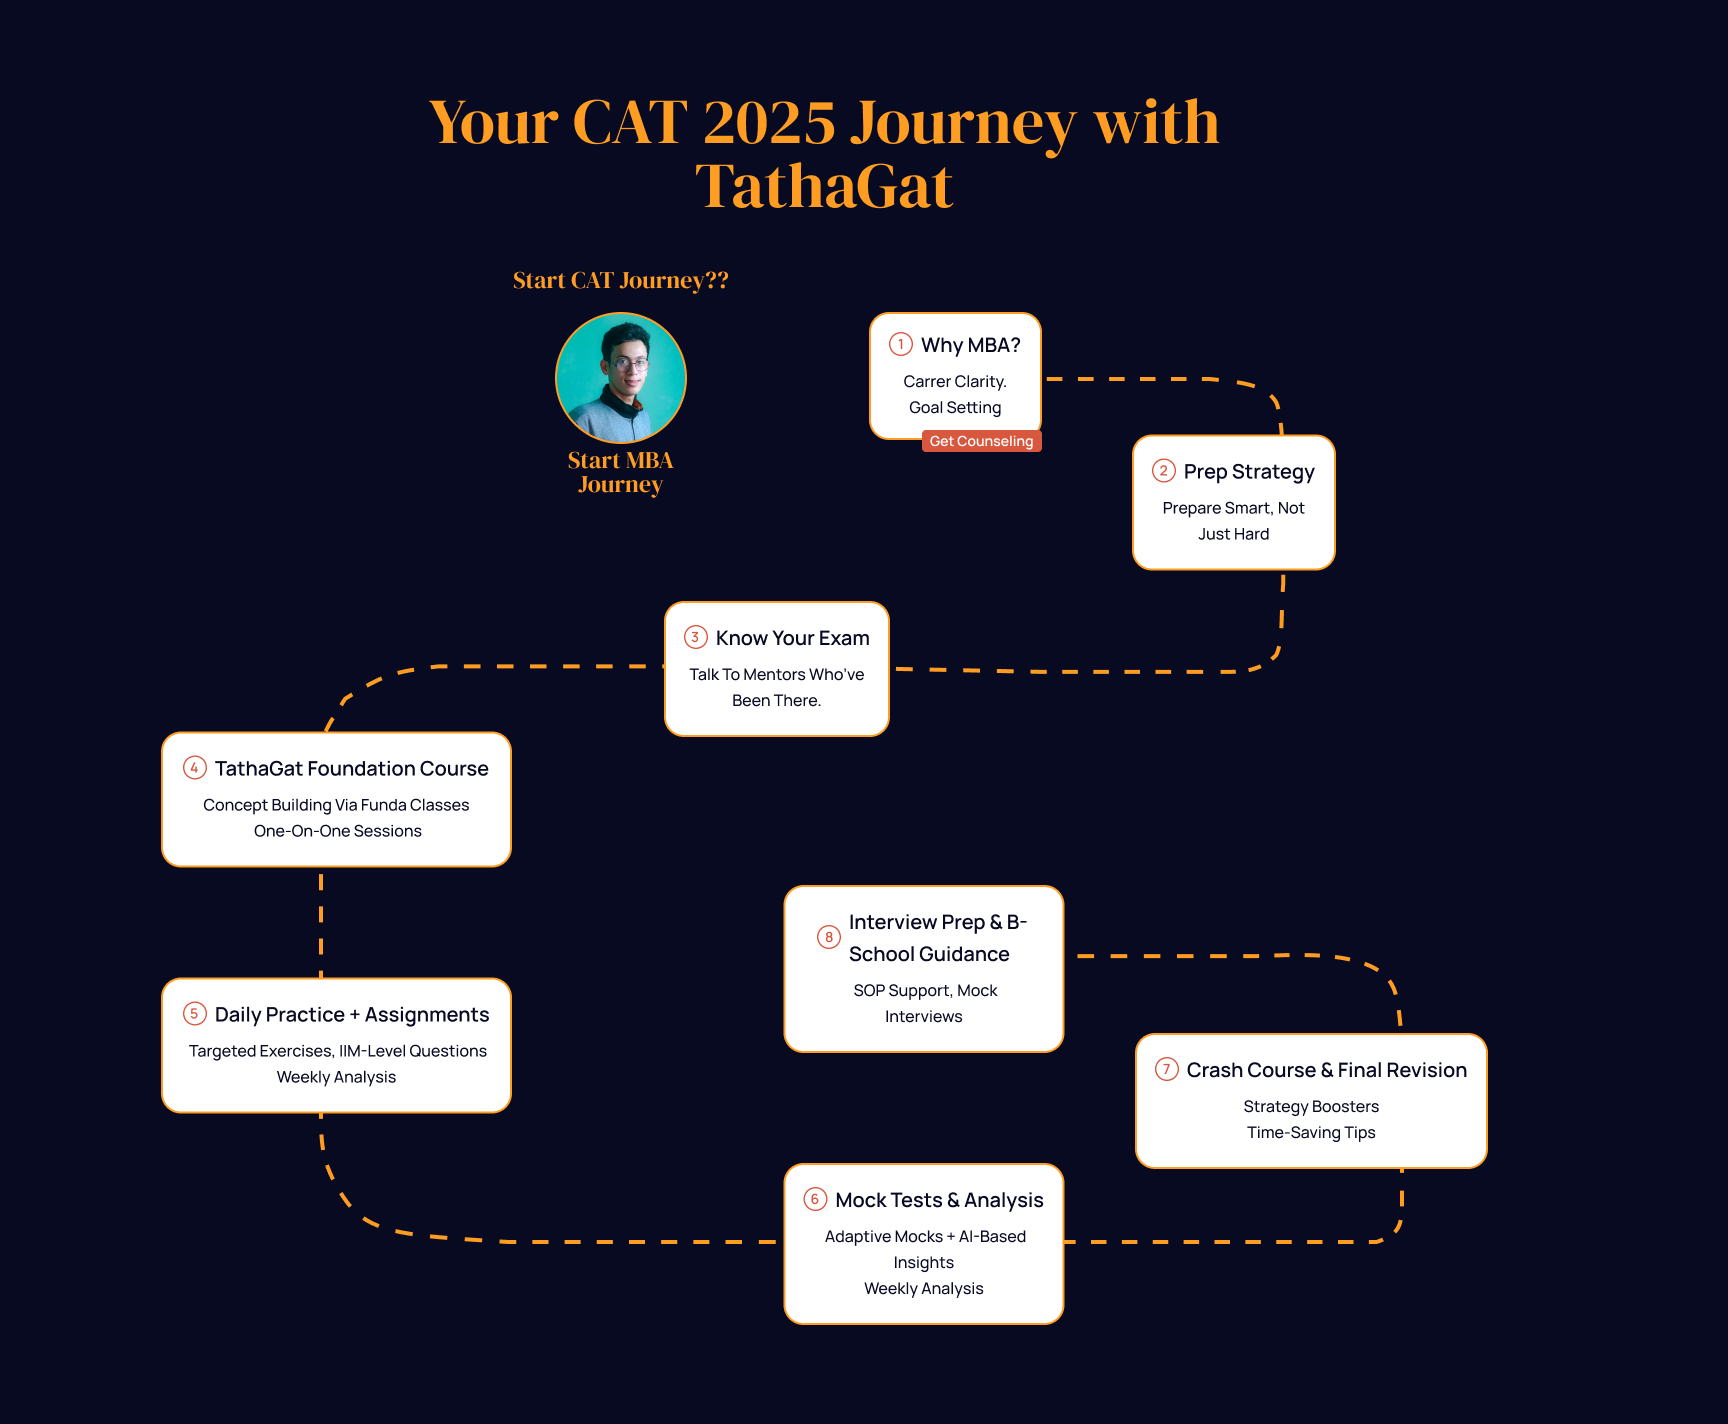 Your CAT 2025 Journey with
TathaGat
Start CAT Journey??
Start MBA
Journey
1 Why MBA?
Carrer Clarity.
Goal Setting
Get Counseling
2 Prep Strategy
Prepare Smart, Not
Just Hard
3 Know Your Exam
Talk To Mentors Who've
Been There.
4 TathaGat Foundation Course
Concept Building Via Funda Classes
One-On-One Sessions
5 Daily Practice + Assignments
Targeted Exercises, IIM-Level Questions
Weekly Analysis
6 Mock Tests & Analysis
Adaptive Mocks + AI-Based
Insights
Weekly Analysis
7 Crash Course & Final Revision
Strategy Boosters
Time-Saving Tips
8 Interview Prep & B-
School Guidance
SOP Support, Mock
Interviews